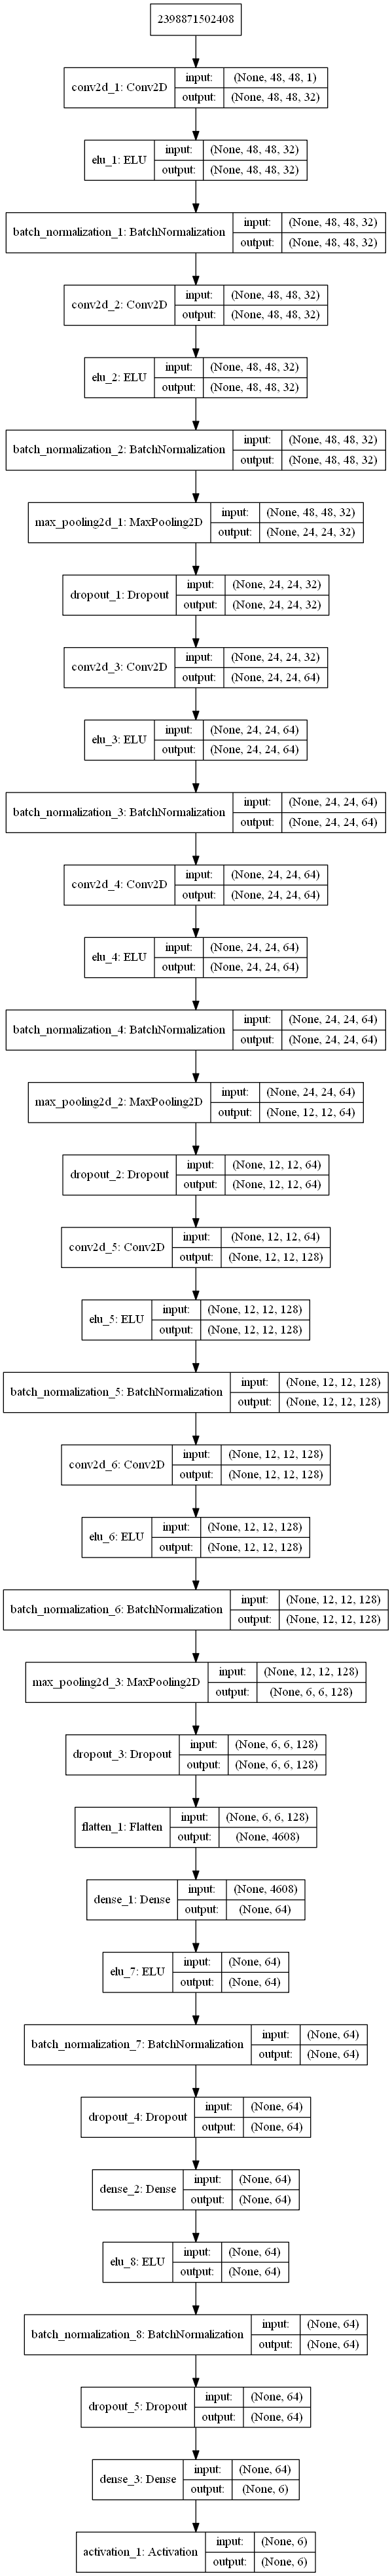 2398871502408
conv2d_1: Conv2D input: (None, 48, 48, 1)
output: (None, 48, 48, 32)
elu_1: ELU input: (None, 48, 48, 32)
output: (None, 48, 48, 32)
batch_normalization_1: BatchNormalization input: (None, 48, 48, 32)
output: (None, 48, 48, 32)
conv2d_2: Conv2D input: (None, 48, 48, 32)
output: (None, 48, 48, 32)
elu_2: ELU input: (None, 48, 48, 32)
output: (None, 48, 48, 32)
batch_normalization_2: BatchNormalization input: (None, 48, 48, 32)
output: (None, 48, 48, 32)
max_pooling2d_1: MaxPooling2D input: (None, 48, 48, 32)
output: (None, 24, 24, 32)
dropout_1: Dropout input: (None, 24, 24, 32)
output: (None, 24, 24, 32)
conv2d_3: Conv2D input: (None, 24, 24, 32)
output: (None, 24, 24, 64)
elu_3: ELU input: (None, 24, 24, 64)
output: (None, 24, 24, 64)
batch_normalization_3: BatchNormalization input: (None, 24, 24, 64)
output: (None, 24, 24, 64)
conv2d_4: Conv2D input: (None, 24, 24, 64)
output: (None, 24, 24, 64)
elu_4: ELU input: (None, 24, 24, 64)
output: (None, 24, 24, 64)
batch_normalization_4: BatchNormalization input: (None, 24, 24, 64)
output: (None, 24, 24, 64)
max_pooling2d_2: MaxPooling2D input: (None, 24, 24, 64)
output: (None, 12, 12, 64)
dropout_2: Dropout input: (None, 12, 12, 64)
output: (None, 12, 12, 64)
conv2d_5: Conv2D input: (None, 12, 12, 64)
output: (None, 12, 12, 128)
elu_5: ELU input: (None, 12, 12, 128)
output: (None, 12, 12, 128)
batch_normalization_5: BatchNormalization input: (None, 12, 12, 128)
output: (None, 12, 12, 128)
conv2d_6: Conv2D input: (None, 12, 12, 128)
output: (None, 12, 12, 128)
elu_6: ELU input: (None, 12, 12, 128)
output: (None, 12, 12, 128)
batch_normalization_6: BatchNormalization input: (None, 12, 12, 128)
output: (None, 12, 12, 128)
max_pooling2d_3: MaxPooling2D input: (None, 12, 12, 128)
output: (None, 6, 6, 128)
dropout_3: Dropout input: (None, 6, 6, 128)
output: (None, 6, 6, 128)
flatten_1: Flatten input: (None, 6, 6, 128)
output: (None, 4608)
dense_1: Dense input: (None, 4608)
output: (None, 64)
elu_7: ELU input: (None, 64)
output: (None, 64)
batch_normalization_7: BatchNormalization input: (None, 64)
output: (None, 64)
dropout_4: Dropout input: (None, 64)
output: (None, 64)
dense_2: Dense input: (None, 64)
output: (None, 64)
elu_8: ELU input: (None, 64)
output: (None, 64)
batch_normalization_8: BatchNormalization input: (None, 64)
output: (None, 64)
dropout_5: Dropout input: (None, 64)
output: (None, 64)
dense_3: Dense input: (None, 64)
output: (None, 6)
activation_1: Activation input: (None, 6)
output: (None, 6)